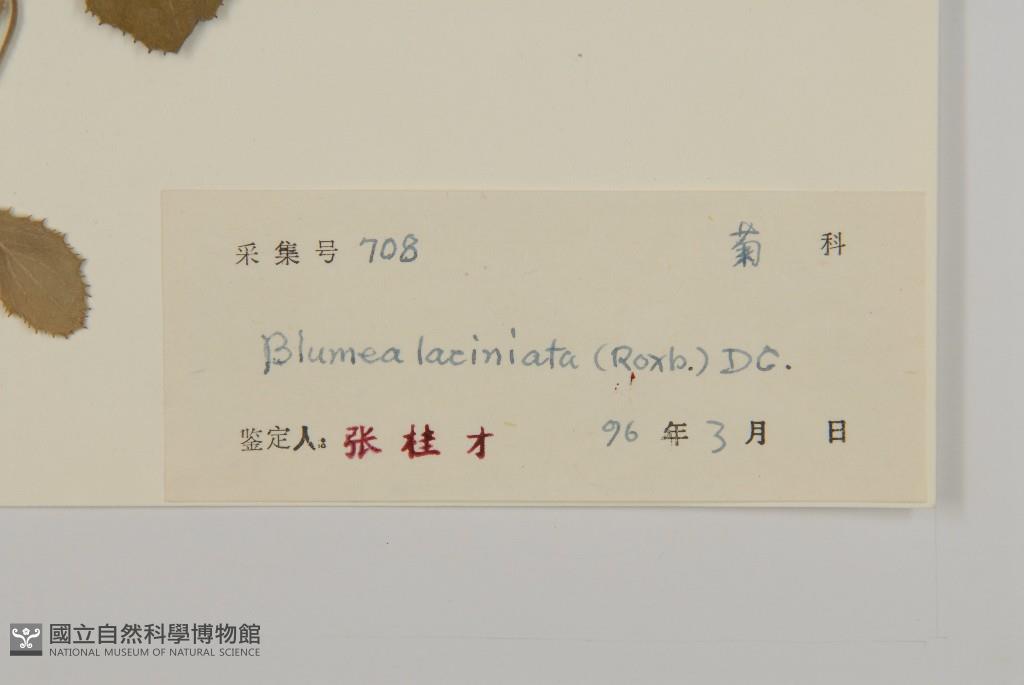 采集号 708 菊 科
Blumea laciniata (Roxb.) DC.
鉴定人: 张桂才 96 年 3 月 日
國立自然科學博物館
NATIONAL MUSEUM OF NATURAL SCIENCE